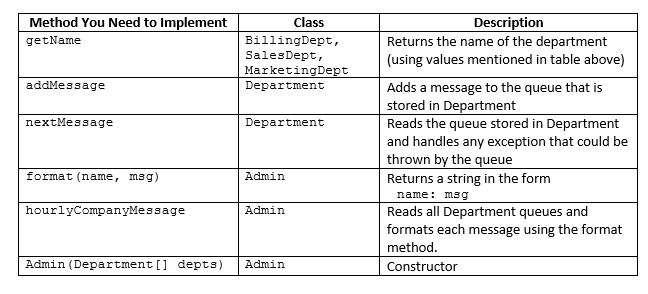 Method You Need to Implement Class Description
getName BillingDept, Returns the name of the department
SalesDept, (using values mentioned in table above)
MarketingDept
addMessage Department Adds a message to the queue that is
stored in Department
nextMessage Department Reads the queue stored in Department
and handles any exception that could be
thrown by the queue
format(name, msg) Admin Returns a string in the form
name: msg
hourlyCompanyMessage Admin Reads all Department queues and
formats each message using the format
method.
Admin(Department[] depts) Admin Constructor